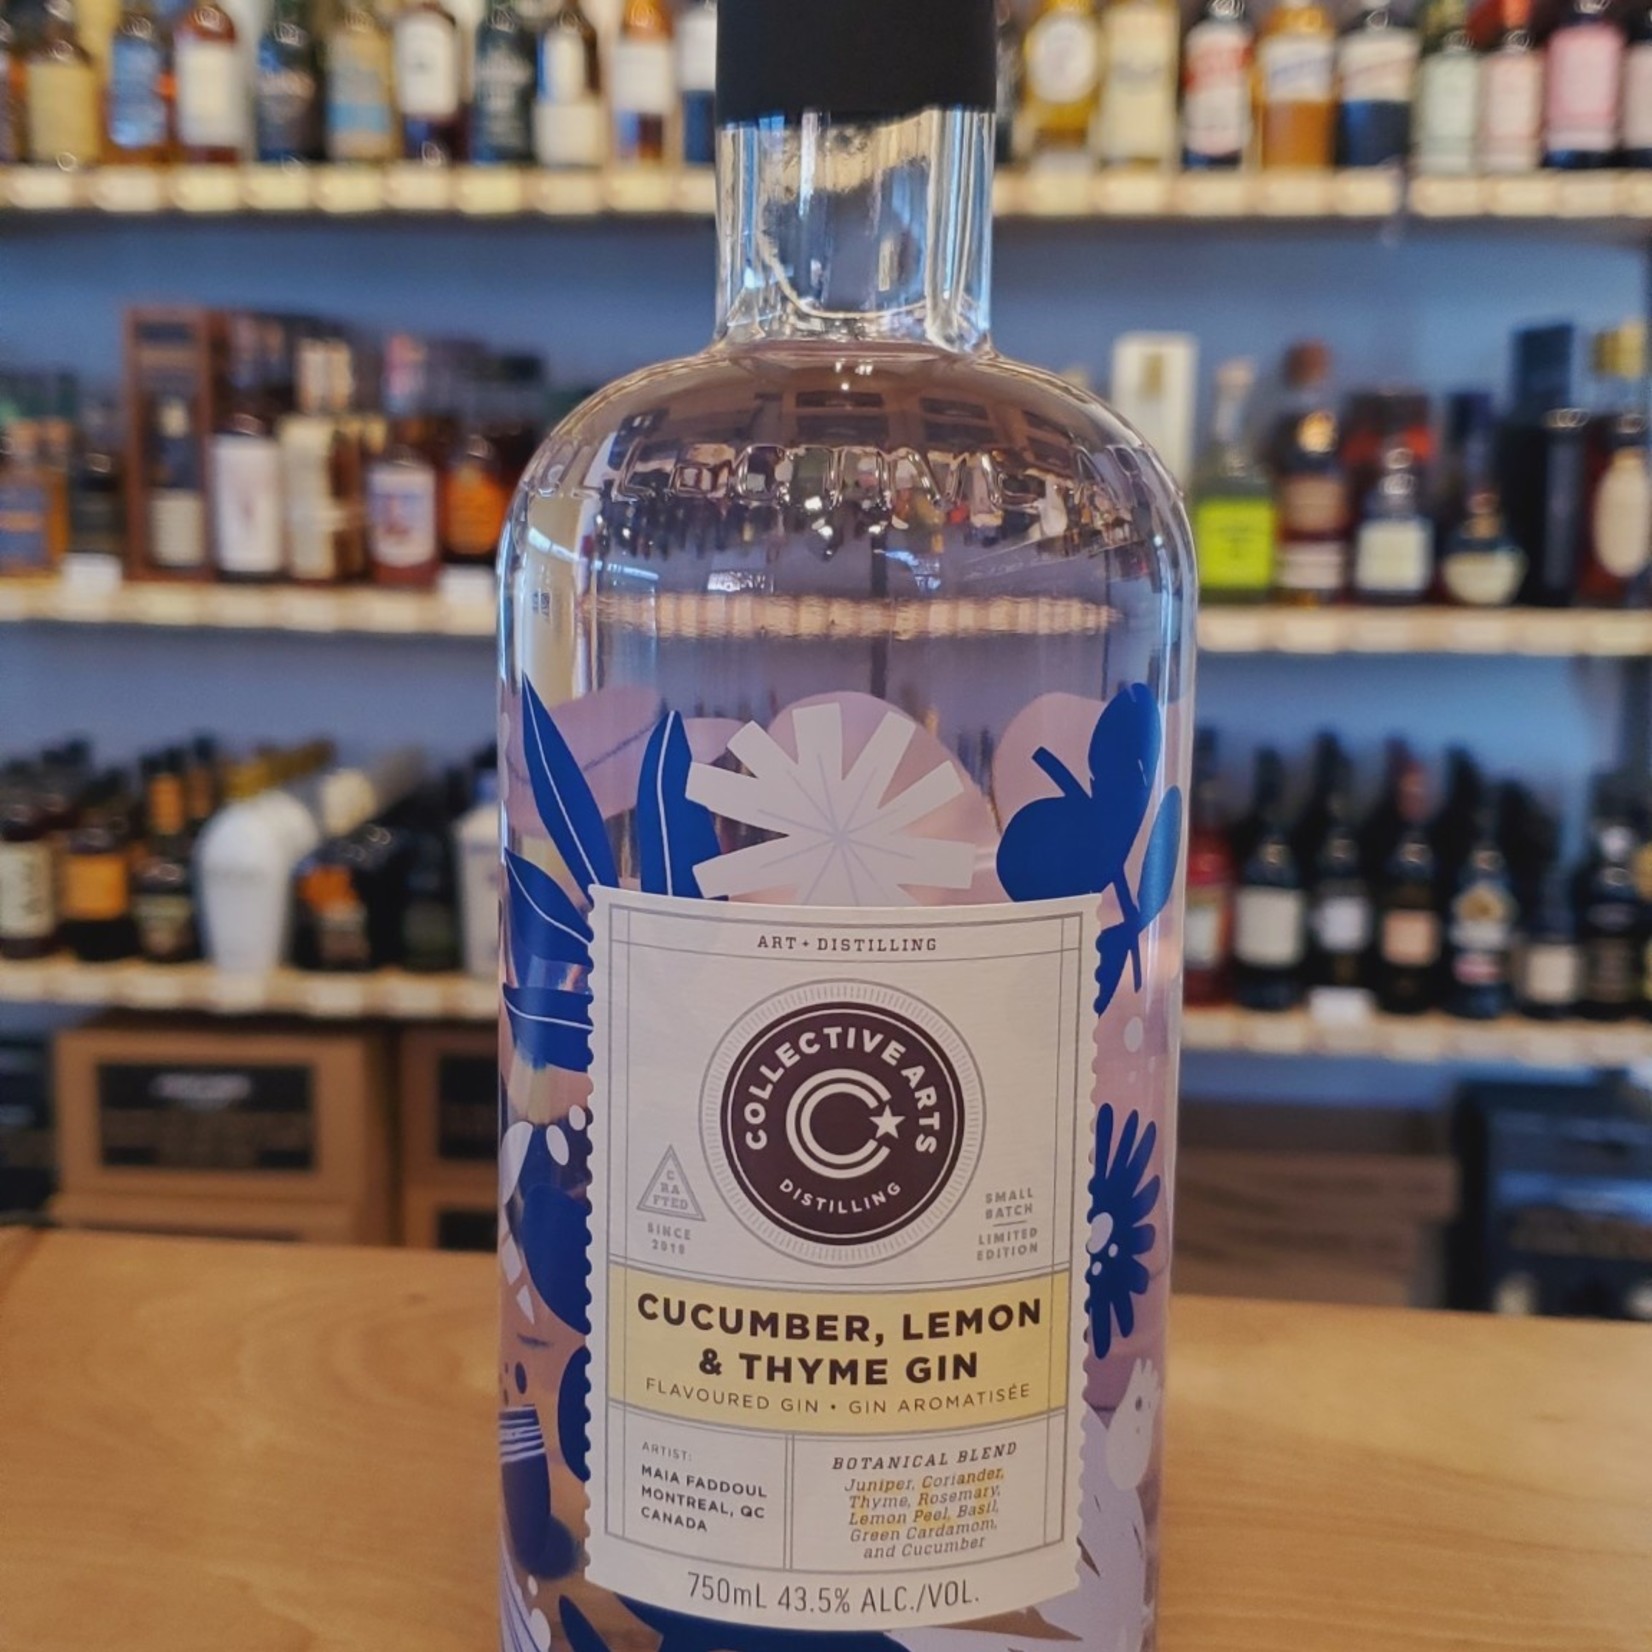 ART + DISTILLING
COLLECTIVE ARTS
DISTILLING
CRAFTED
SINCE
SMALL
BATCH
LIMITED
EDITION
CUCUMBER, LEMON
& THYME GIN
FLAVOURED GIN • GIN AROMATISÉE
ARTIST:
MAIA FADDOUL
MONTREAL, QC
CANADA
BOTANICAL BLEND
Juniper, Coriander,
Thyme, Rosemary,
Lemon Peel, Basil,
Green Cardamom,
and Cucumber
750mL 43.5% ALC./VOL.